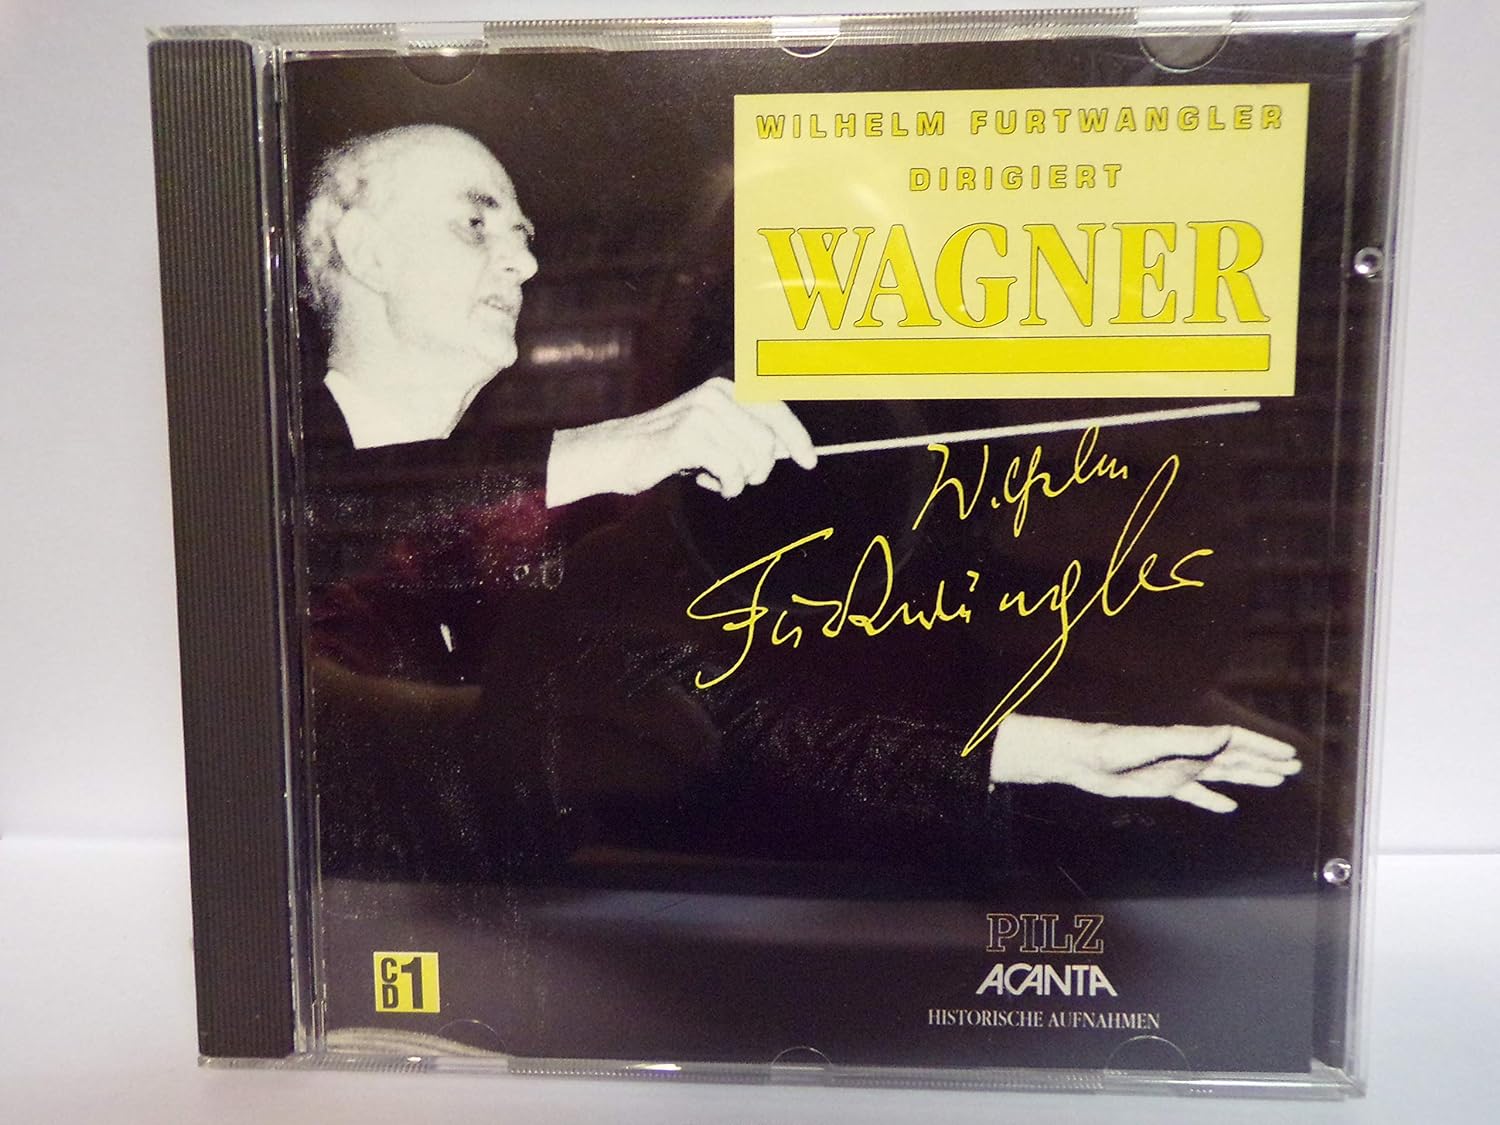 WILHELM FURTWANGLER
DIRIGIERT
WAGNER
Wilhelm
Furtwängler
CD1
PILZ
ACANTA
HISTORISCHE AUFNAHMEN